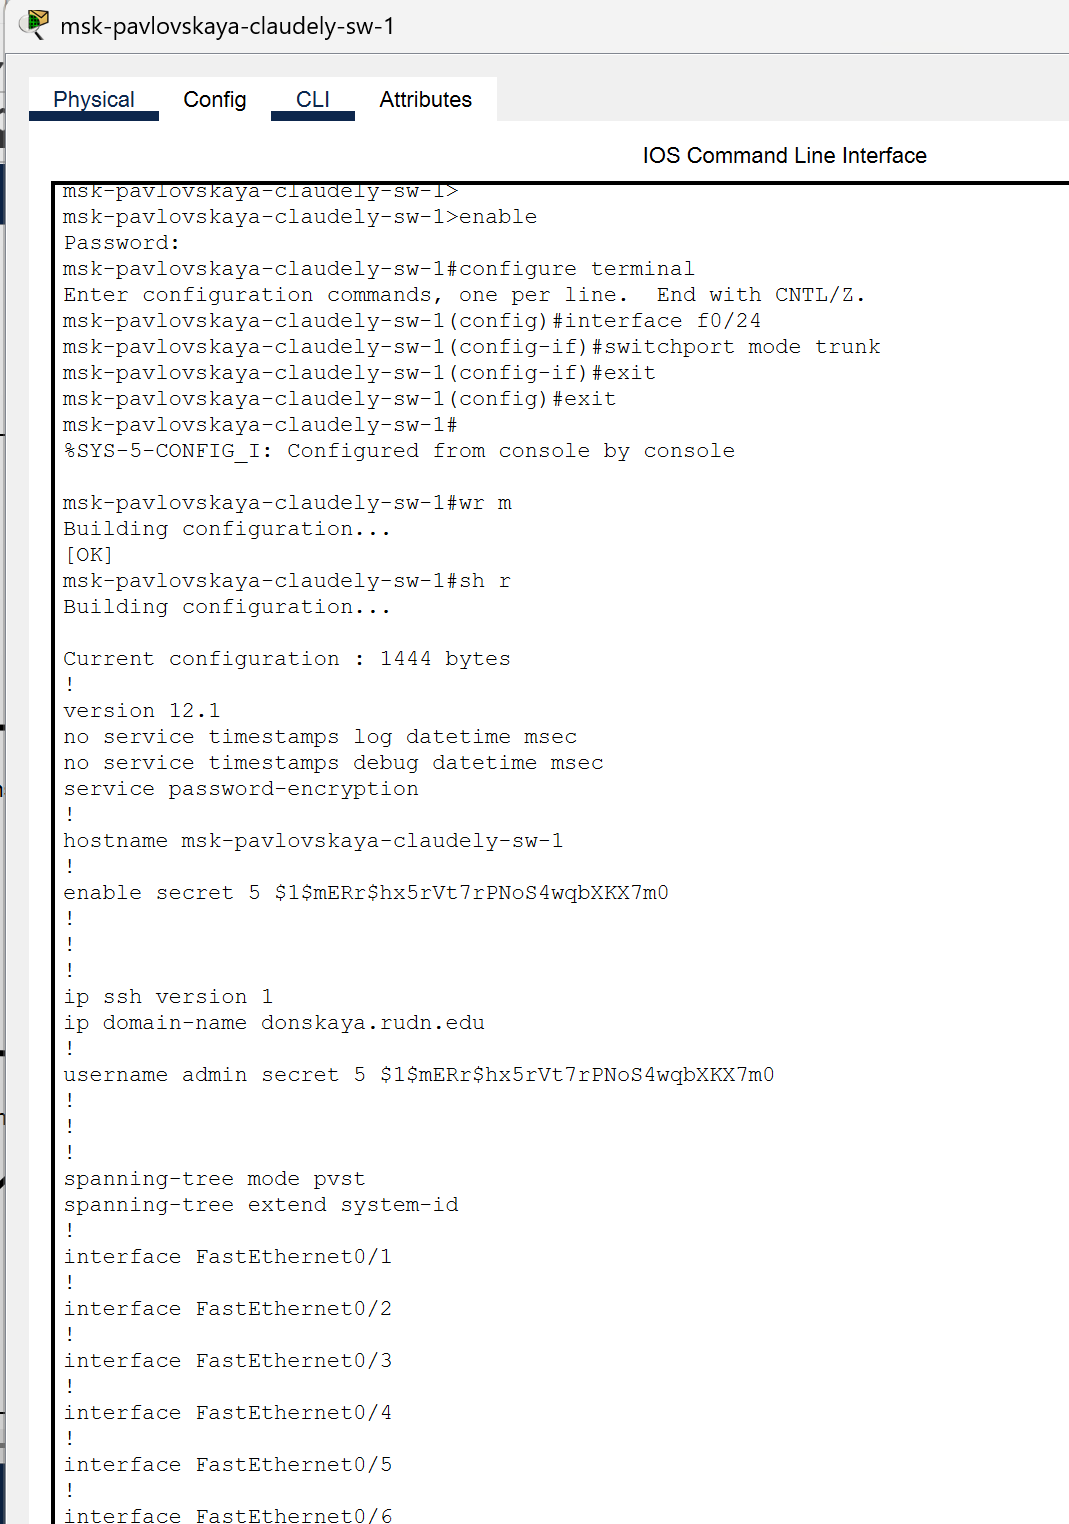 msk-pavlovskaya-claudely-sw-1
Physical Config CLI Attributes
IOS Command Line Interface
msk-pavlovskaya-claudely-sw-1>
msk-pavlovskaya-claudely-sw-1>enable
Password:
msk-pavlovskaya-claudely-sw-1#configure terminal
Enter configuration commands, one per line.  End with CNTL/Z.
msk-pavlovskaya-claudely-sw-1(config)#interface f0/24
msk-pavlovskaya-claudely-sw-1(config-if)#switchport mode trunk
msk-pavlovskaya-claudely-sw-1(config-if)#exit
msk-pavlovskaya-claudely-sw-1(config)#exit
msk-pavlovskaya-claudely-sw-1#
%SYS-5-CONFIG_I: Configured from console by console
msk-pavlovskaya-claudely-sw-1#wr m
Building configuration...
[OK]
msk-pavlovskaya-claudely-sw-1#sh r
Building configuration...
Current configuration : 1444 bytes
!
version 12.1
no service timestamps log datetime msec
no service timestamps debug datetime msec
service password-encryption
!
hostname msk-pavlovskaya-claudely-sw-1
!
enable secret 5 $1$mERr$hx5rVt7rPNoS4wqbXKX7m0
!
!
!
ip ssh version 1
ip domain-name donskaya.rudn.edu
!
username admin secret 5 $1$mERr$hx5rVt7rPNoS4wqbXKX7m0
!
!
!
spanning-tree mode pvst
spanning-tree extend system-id
!
interface FastEthernet0/1
!
interface FastEthernet0/2
!
interface FastEthernet0/3
!
interface FastEthernet0/4
!
interface FastEthernet0/5
!
interface FastEthernet0/6